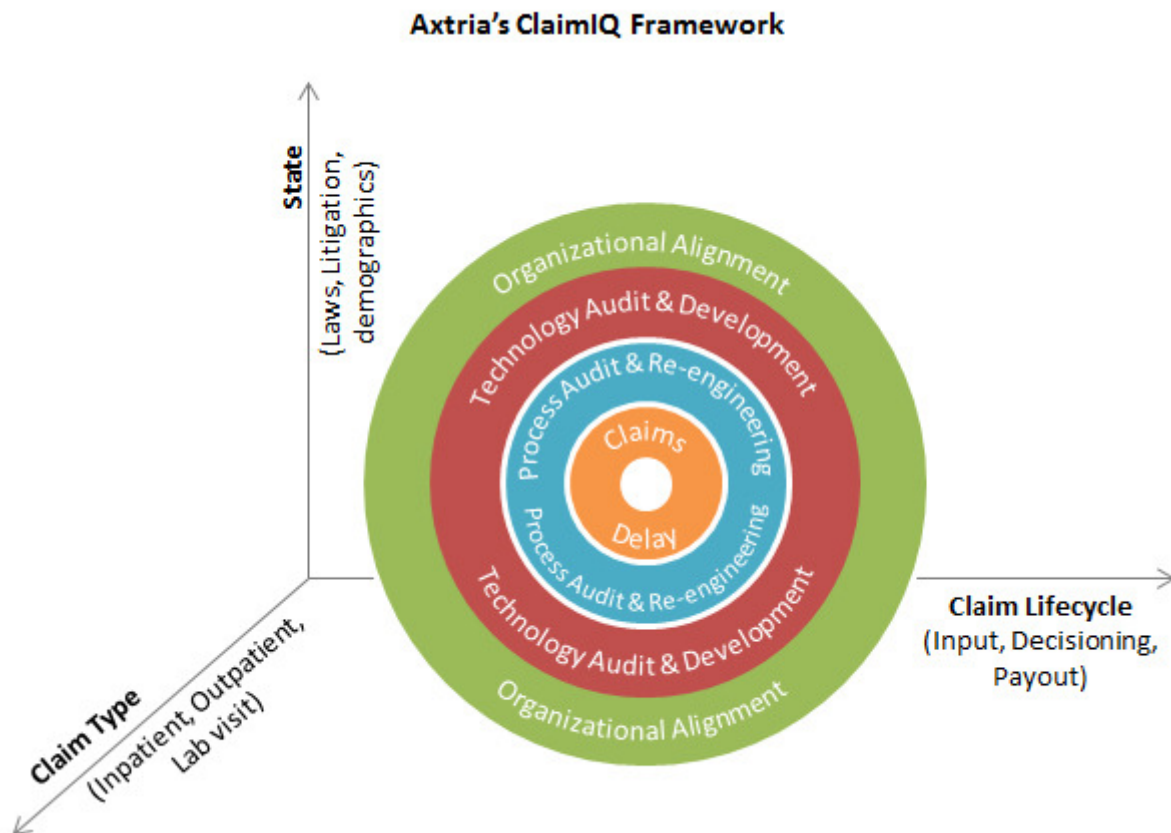 Axtria's ClaimIQ Framework
State
(Laws, Litigation,
demographics)
Organizational Alignment
Technology Audit & Development
Process Audit & Re-engineering
Claims
Delay
Process Audit & Re-engineering
Technology Audit & Development
Organizational Alignment
Claim Lifecycle
(Input, Decisioning,
Payout)
Claim Type
(Inpatient, Outpatient,
Lab visit)